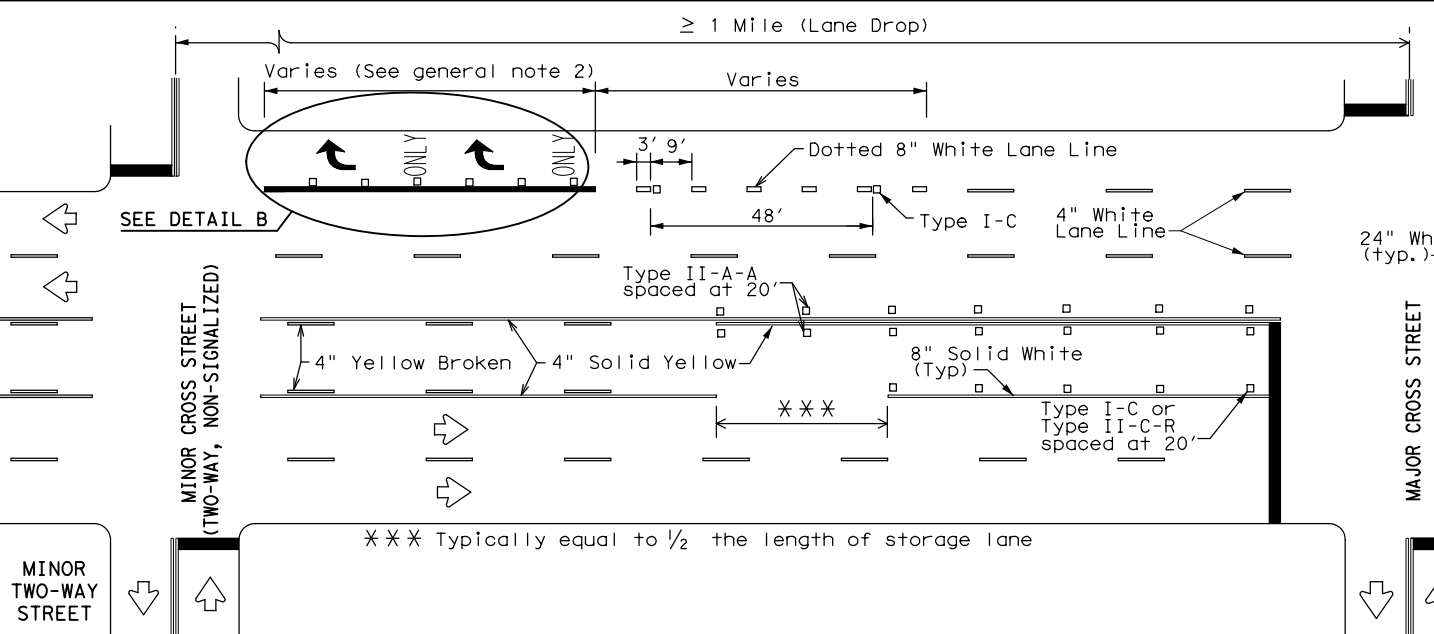 ≥ 1 Mile (Lane Drop)
Varies (See general note 2)
Varies
ONLY
ONLY
3' 9'
Dotted 8" White Lane Line
SEE DETAIL B
48'
Type I-C
4" White
Lane Line
24" Wh
(typ.)
Type II-A-A
spaced at 20'
MINOR CROSS STREET
(TWO-WAY, NON-SIGNALIZED)
4" Yellow Broken
4" Solid Yellow
8" Solid White
(Typ)
***
Type I-C or
Type II-C-R
spaced at 20'
MAJOR CROSS STREET
*** Typically equal to 1/2 the length of storage lane
MINOR
TWO-WAY
STREET